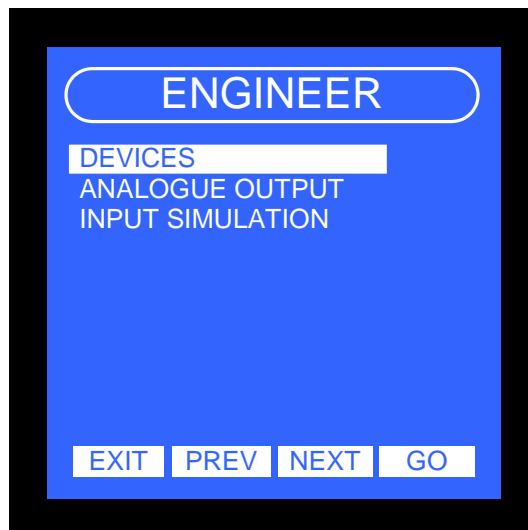 ENGINEER
DEVICES
ANALOGUE OUTPUT
INPUT SIMULATION
EXIT PREV NEXT GO